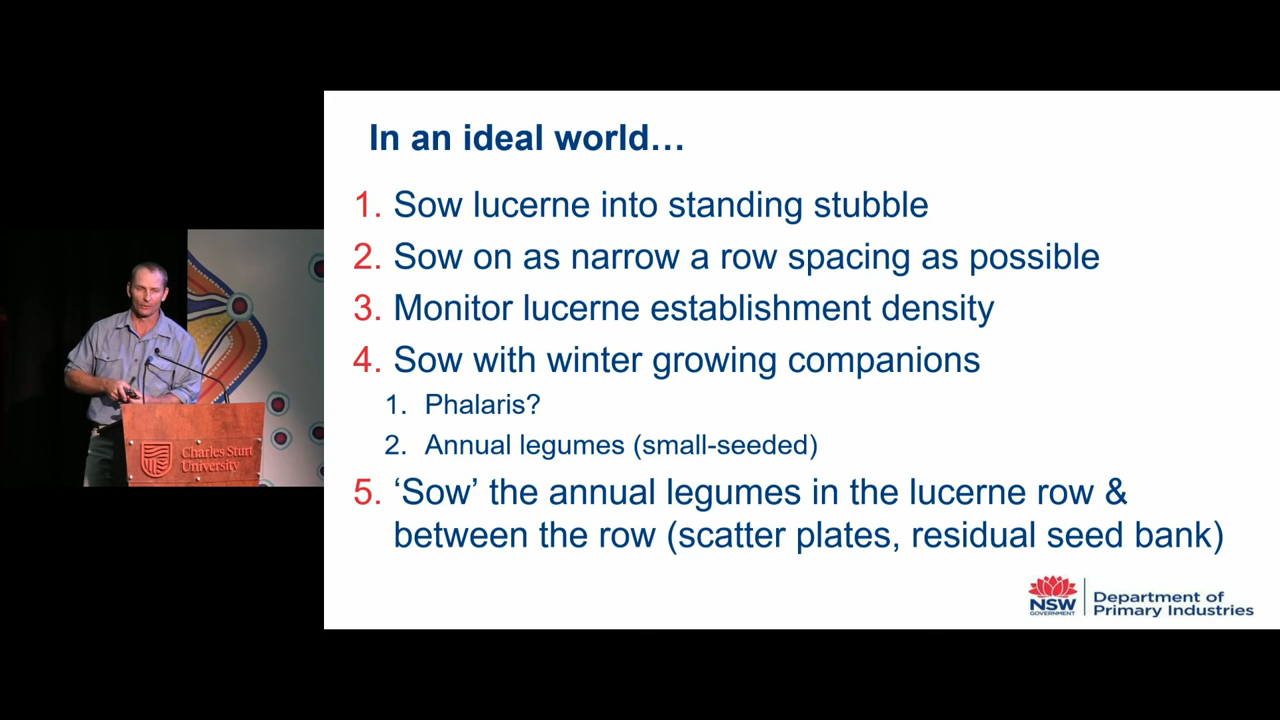 In an ideal world…
1. Sow lucerne into standing stubble
2. Sow on as narrow a row spacing as possible
3. Monitor lucerne establishment density
4. Sow with winter growing companions
1. Phalaris?
2. Annual legumes (small-seeded)
5. ‘Sow’ the annual legumes in the lucerne row &
between the row (scatter plates, residual seed bank)
Charles Sturt
University
NSW
GOVERNMENT
Department of
Primary Industries